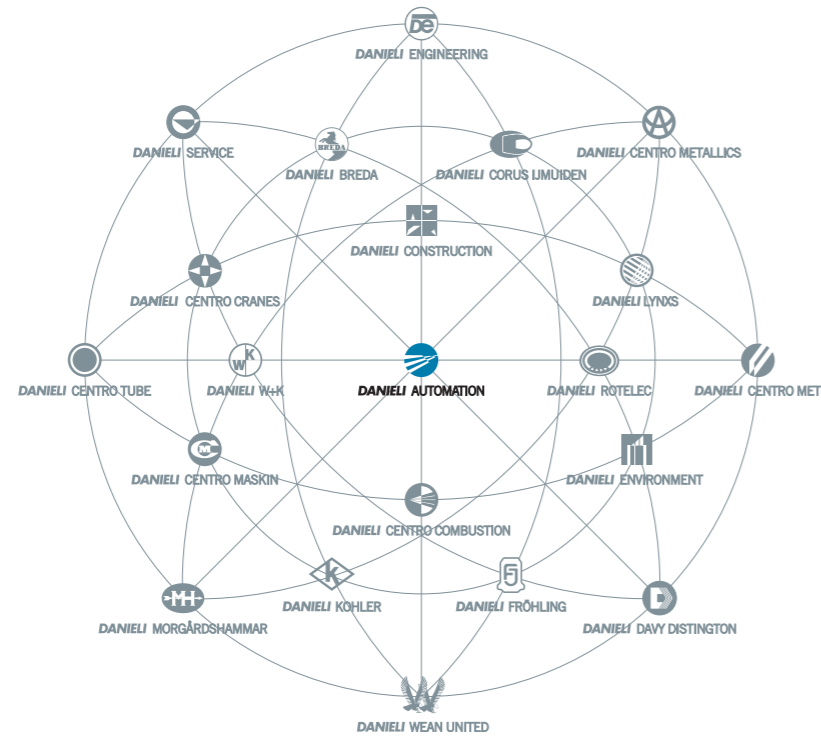 De
DANIELI ENGINEERING
DANIELI SERVICE
DANIELI CENTRO METALLICS
BREDA
DANIELI BREDA
DANIELI CORUS IJMUIDEN
DANIELI CONSTRUCTION
DANIELI CENTRO CRANES
DANIELI LYNXS
DANIELI CENTRO TUBE
W K
DANIELI W+K
DANIELI AUTOMATION
DANIELI ROTELEC
DANIELI CENTRO MET
M
DANIELI CENTRO MASKIN
DANIELI ENVIRONMENT
DANIELI CENTRO COMBUSTION
MH
DANIELI MORGÅRDSHAMMAR
K
DANIELI KOHLER
FJ
DANIELI FRÖHLING
D
DANIELI DAVY DISTINGTON
W
DANIELI WEAN UNITED